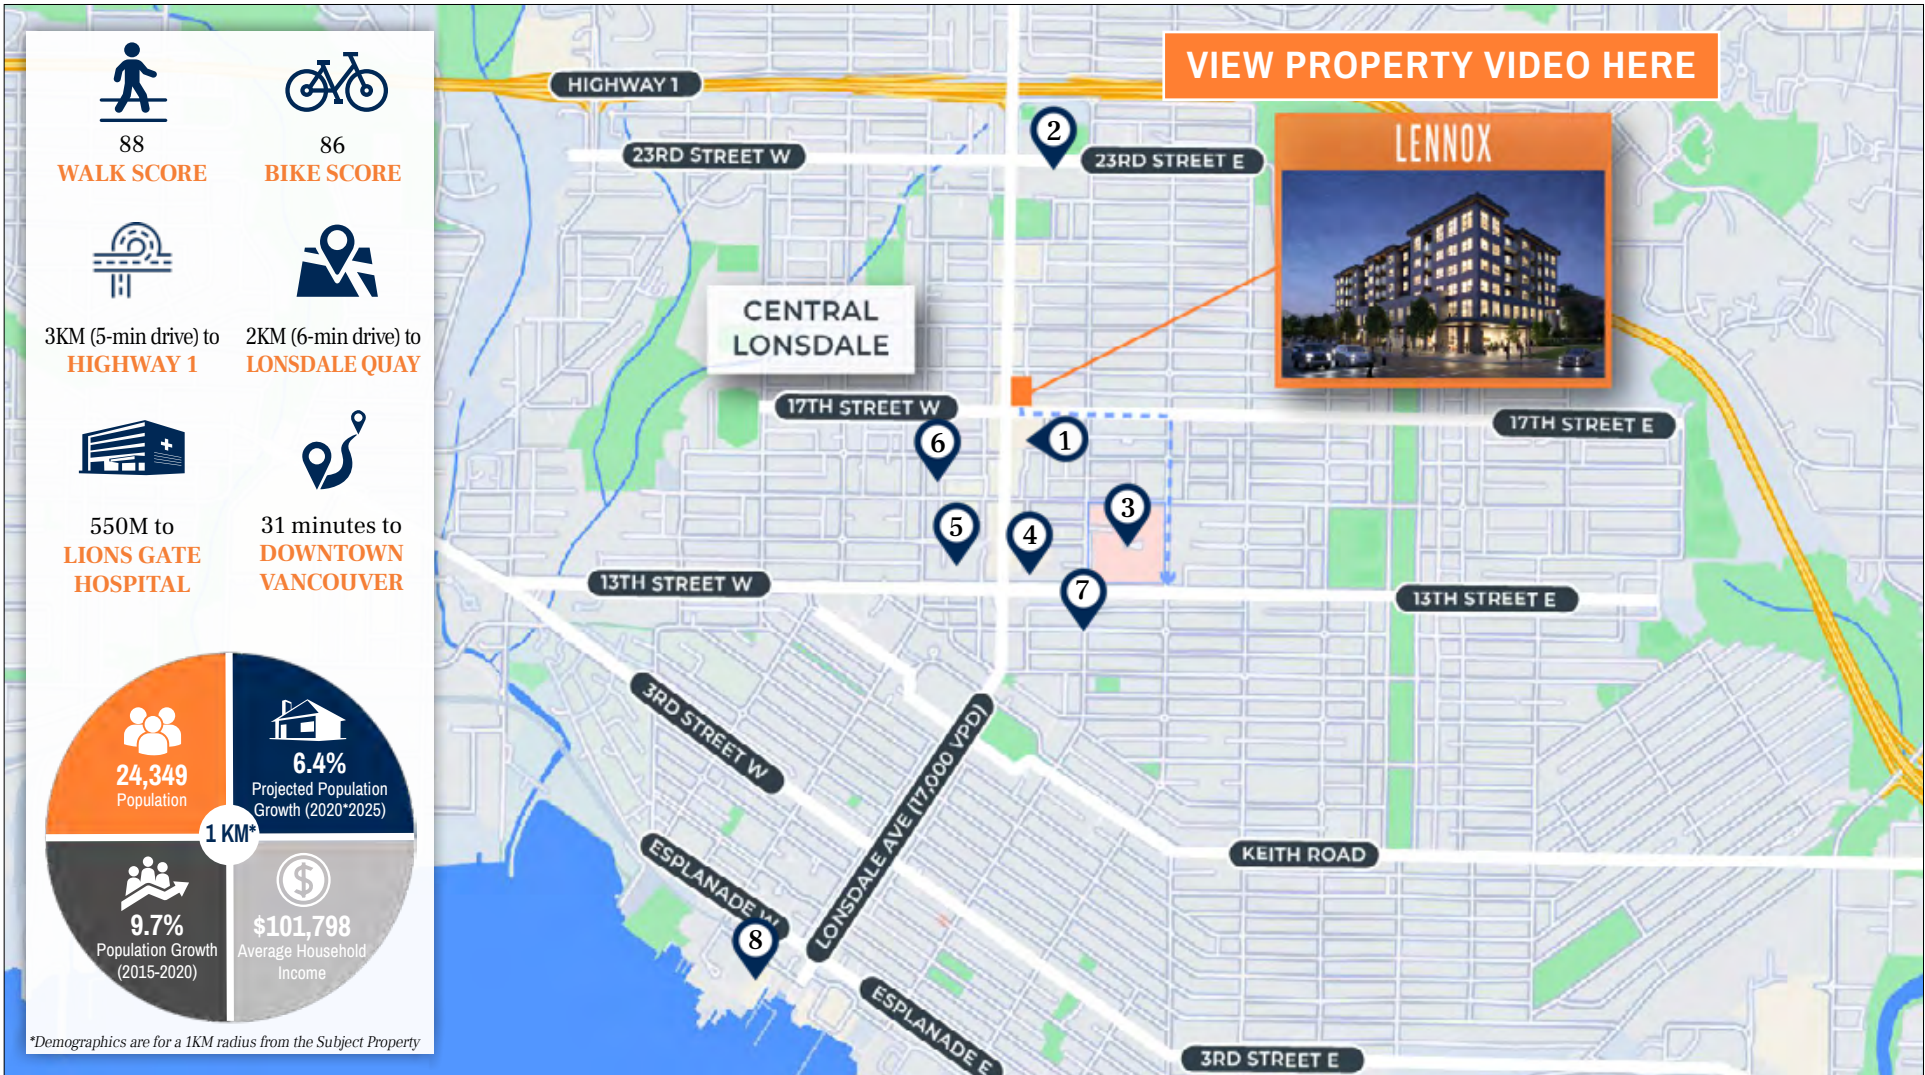 88
WALK SCORE
86
BIKE SCORE
3KM (5-min drive) to
HIGHWAY 1
2KM (6-min drive) to
LONSDALE QUAY
550M to
LIONS GATE
HOSPITAL
31 minutes to
DOWNTOWN
VANCOUVER
24,349
Population
6.4%
Projected Population
Growth (2020*2025)
1 KM*
9.7%
Population Growth
(2015-2020)
$101,798
Average Household
Income
*Demographics are for a 1KM radius from the Subject Property
VIEW PROPERTY VIDEO HERE
LENNOX
HIGHWAY 1
2
23RD STREET W
23RD STREET E
CENTRAL
LONSDALE
17TH STREET W
17TH STREET E
6
1
3
5
4
13TH STREET W
7
13TH STREET E
3RD STREET W
LONSDALE AVE (17,000 VPD)
KEITH ROAD
ESPLANADE W
8
ESPLANADE E
3RD STREET E